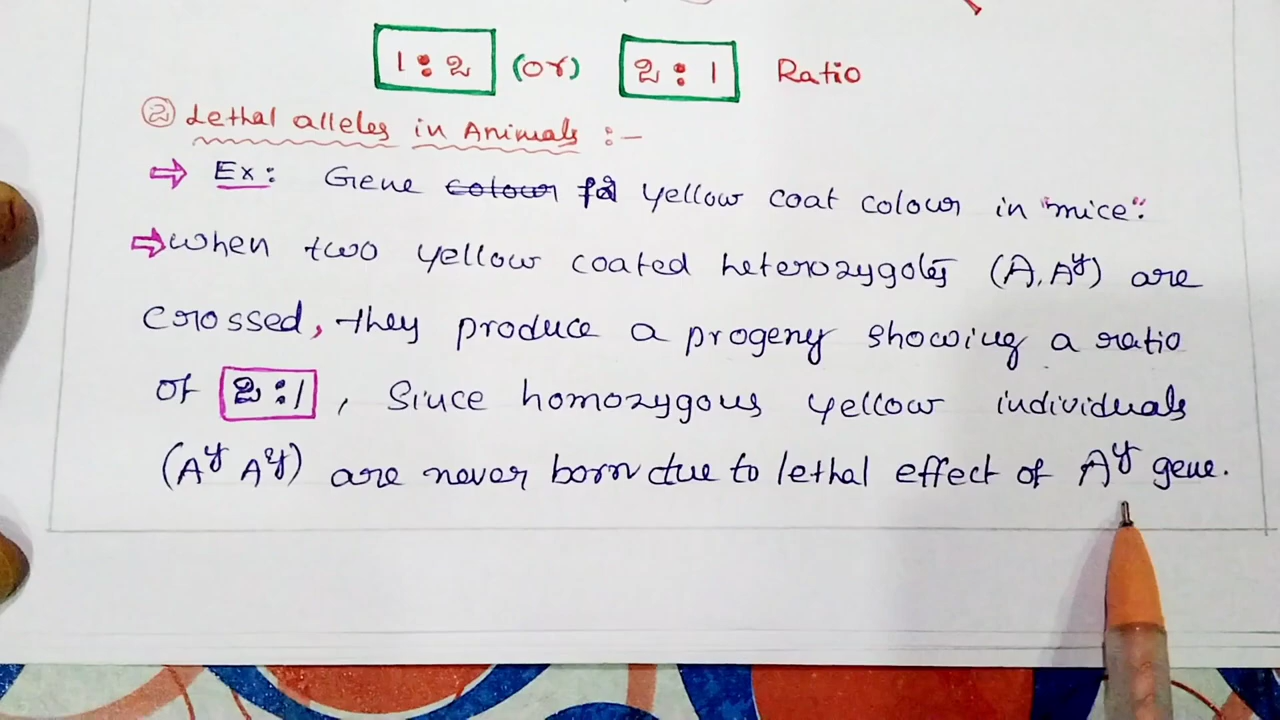 1 : 2 (or) 2 : 1 Ratio
② Lethal alleles in Animals :-
⇒ Ex: Gene colour for yellow coat colour in "mice".
⇒ when two yellow coated heterozygotes (A, Aʸ) are
crossed, they produce a progeny showing a ratio
of 2:1, Since homozygous yellow individuals
(Aʸ Aʸ) are never born due to lethal effect of Aʸ gene.